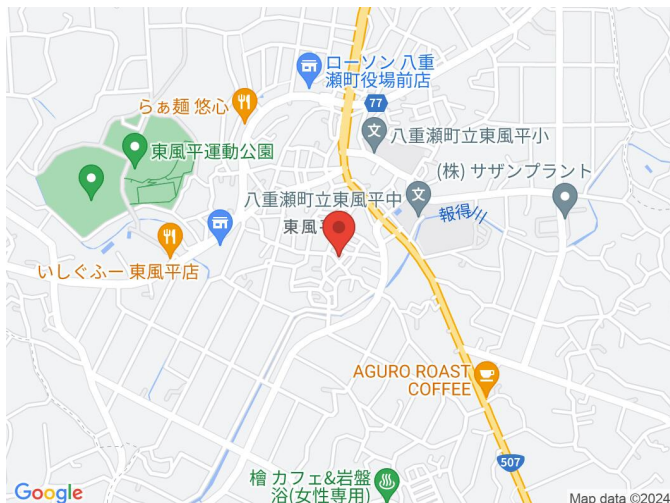 ローソン 八重
瀬町役場前店
77
らぁ麺 悠心
八重瀬町立東風平小
東風平運動公園
(株) サザンプラント
八重瀬町立東風平中
東風
報得川
いしぐふー 東風平店
AGURO ROAST
COFFEE
507
檜 カフェ&岩盤
浴(女性専用)
Google
Map data ©2024